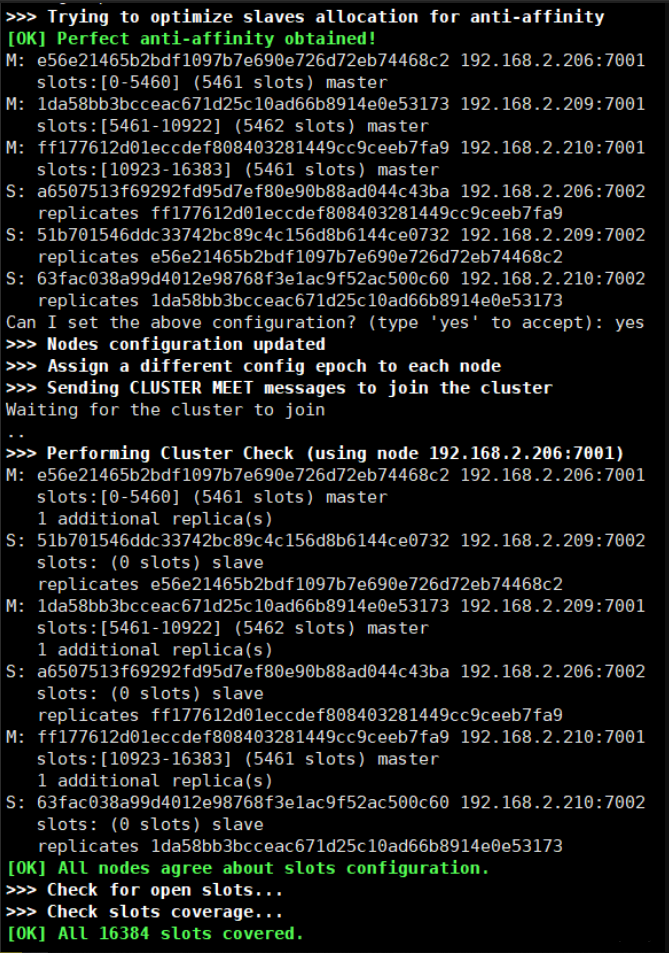 >>> Trying to optimize slaves allocation for anti-affinity
[OK] Perfect anti-affinity obtained!
M: e56e21465b2bdf1097b7e690e726d72eb74468c2 192.168.2.206:7001
slots:[0-5460] (5461 slots) master
M: 1da58bb3bcceac671d25c10ad66b8914e0e53173 192.168.2.209:7001
slots:[5461-10922] (5462 slots) master
M: ff177612d01eccdef808403281449cc9ceeb7fa9 192.168.2.210:7001
slots:[10923-16383] (5461 slots) master
S: a6507513f69292fd95d7ef80e90b88ad044c43ba 192.168.2.206:7002
replicates ff177612d01eccdef808403281449cc9ceeb7fa9
S: 51b701546ddc33742bc89c4c156d8b6144ce0732 192.168.2.209:7002
replicates e56e21465b2bdf1097b7e690e726d72eb74468c2
S: 63fac038a99d4012e98768f3e1ac9f52ac500c60 192.168.2.210:7002
replicates 1da58bb3bcceac671d25c10ad66b8914e0e53173
Can I set the above configuration? (type 'yes' to accept): yes
>>> Nodes configuration updated
>>> Assign a different config epoch to each node
>>> Sending CLUSTER MEET messages to join the cluster
Waiting for the cluster to join
..
>>> Performing Cluster Check (using node 192.168.2.206:7001)
M: e56e21465b2bdf1097b7e690e726d72eb74468c2 192.168.2.206:7001
slots:[0-5460] (5461 slots) master
1 additional replica(s)
S: 51b701546ddc33742bc89c4c156d8b6144ce0732 192.168.2.209:7002
slots: (0 slots) slave
replicates e56e21465b2bdf1097b7e690e726d72eb74468c2
M: 1da58bb3bcceac671d25c10ad66b8914e0e53173 192.168.2.209:7001
slots:[5461-10922] (5462 slots) master
1 additional replica(s)
S: a6507513f69292fd95d7ef80e90b88ad044c43ba 192.168.2.206:7002
slots: (0 slots) slave
replicates ff177612d01eccdef808403281449cc9ceeb7fa9
M: ff177612d01eccdef808403281449cc9ceeb7fa9 192.168.2.210:7001
slots:[10923-16383] (5461 slots) master
1 additional replica(s)
S: 63fac038a99d4012e98768f3e1ac9f52ac500c60 192.168.2.210:7002
slots: (0 slots) slave
replicates 1da58bb3bcceac671d25c10ad66b8914e0e53173
[OK] All nodes agree about slots configuration.
>>> Check for open slots...
>>> Check slots coverage...
[OK] All 16384 slots covered.